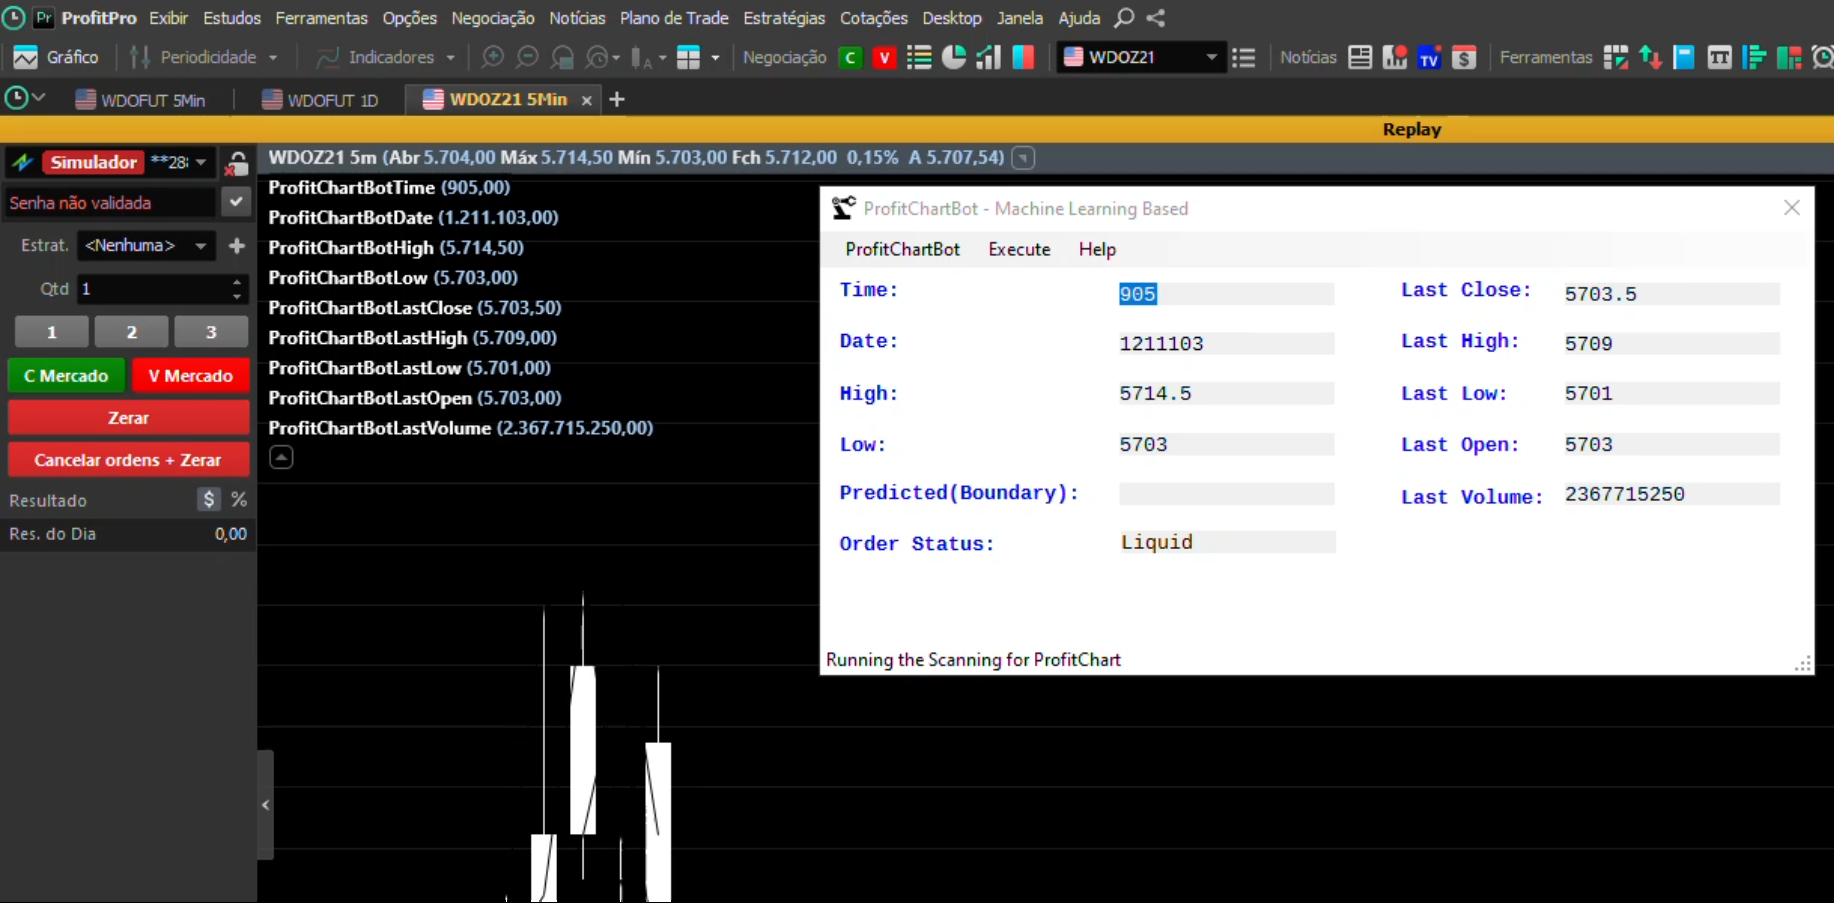 Pr ProfitPro Exibir Estudos Ferramentas Opções Negociação Notícias Plano de Trade Estratégias Cotações Desktop Janela Ajuda
Gráfico Periodicidade Indicadores A Negociação C V WDOZ21 Notícias TV $ Ferramentas TT
WDOFUT 5Min WDOFUT 1D WDOZ21 5Min × +
Replay
Simulador **28
WDOZ21 5m (Abr 5.704,00 Máx 5.714,50 Mín 5.703,00 Fch 5.712,00 0,15% A 5.707,54)
Senha não validada
Estrat. <Nenhuma> +
Qtd 1
1 2 3
C Mercado V Mercado
Zerar
Cancelar ordens + Zerar
Resultado $ %
Res. do Dia 0,00
ProfitChartBotTime (905,00)
ProfitChartBotDate (1.211.103,00)
ProfitChartBotHigh (5.714,50)
ProfitChartBotLow (5.703,00)
ProfitChartBotLastClose (5.703,50)
ProfitChartBotLastHigh (5.709,00)
ProfitChartBotLastLow (5.701,00)
ProfitChartBotLastOpen (5.703,00)
ProfitChartBotLastVolume (2.367.715.250,00)
ProfitChartBot - Machine Learning Based
ProfitChartBot Execute Help
Time: 905 Last Close: 5703.5
Date: 1211103 Last High: 5709
High: 5714.5 Last Low: 5701
Low: 5703 Last Open: 5703
Predicted(Boundary): Last Volume: 2367715250
Order Status: Liquid
Running the Scanning for ProfitChart